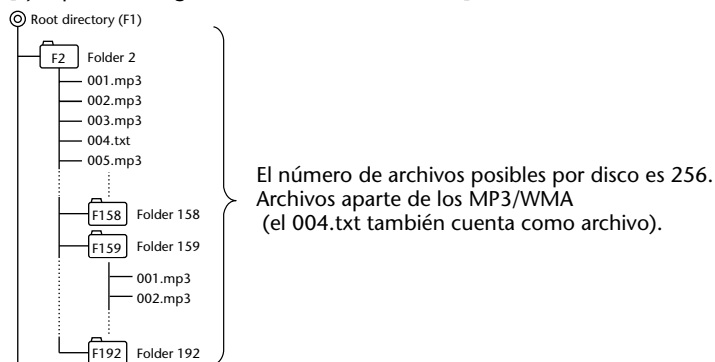 Root directory (F1)
F2 Folder 2
001.mp3
002.mp3
003.mp3
004.txt
005.mp3
F158 Folder 158
F159 Folder 159
001.mp3
002.mp3
F192 Folder 192
El número de archivos posibles por disco es 256.
Archivos aparte de los MP3/WMA
(el 004.txt también cuenta como archivo).